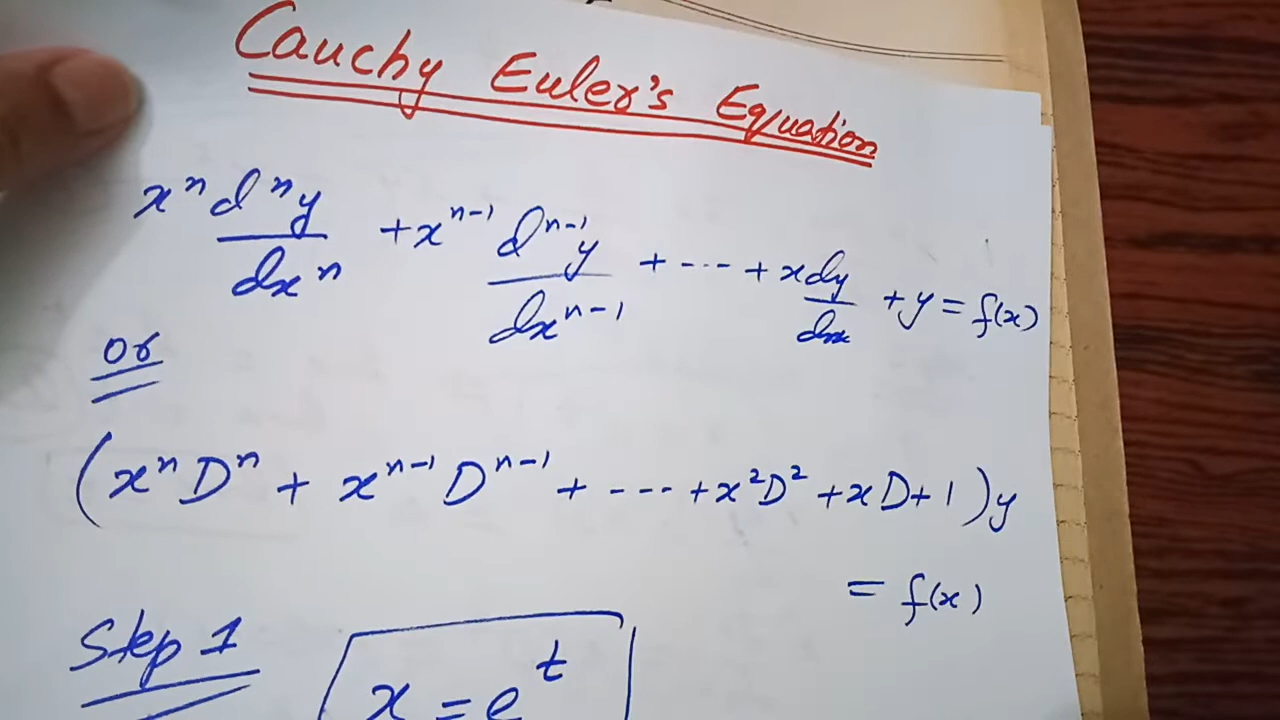 Cauchy Euler's Equation
xⁿ dⁿy/dxⁿ + xⁿ⁻¹ dⁿ⁻¹y/dxⁿ⁻¹ + ---- + x dy/dx + y = f(x)
or
(xⁿDⁿ + xⁿ⁻¹Dⁿ⁻¹ + ---- + x²D² + xD + 1)y
= f(x)
Step 1
x = eᵗ